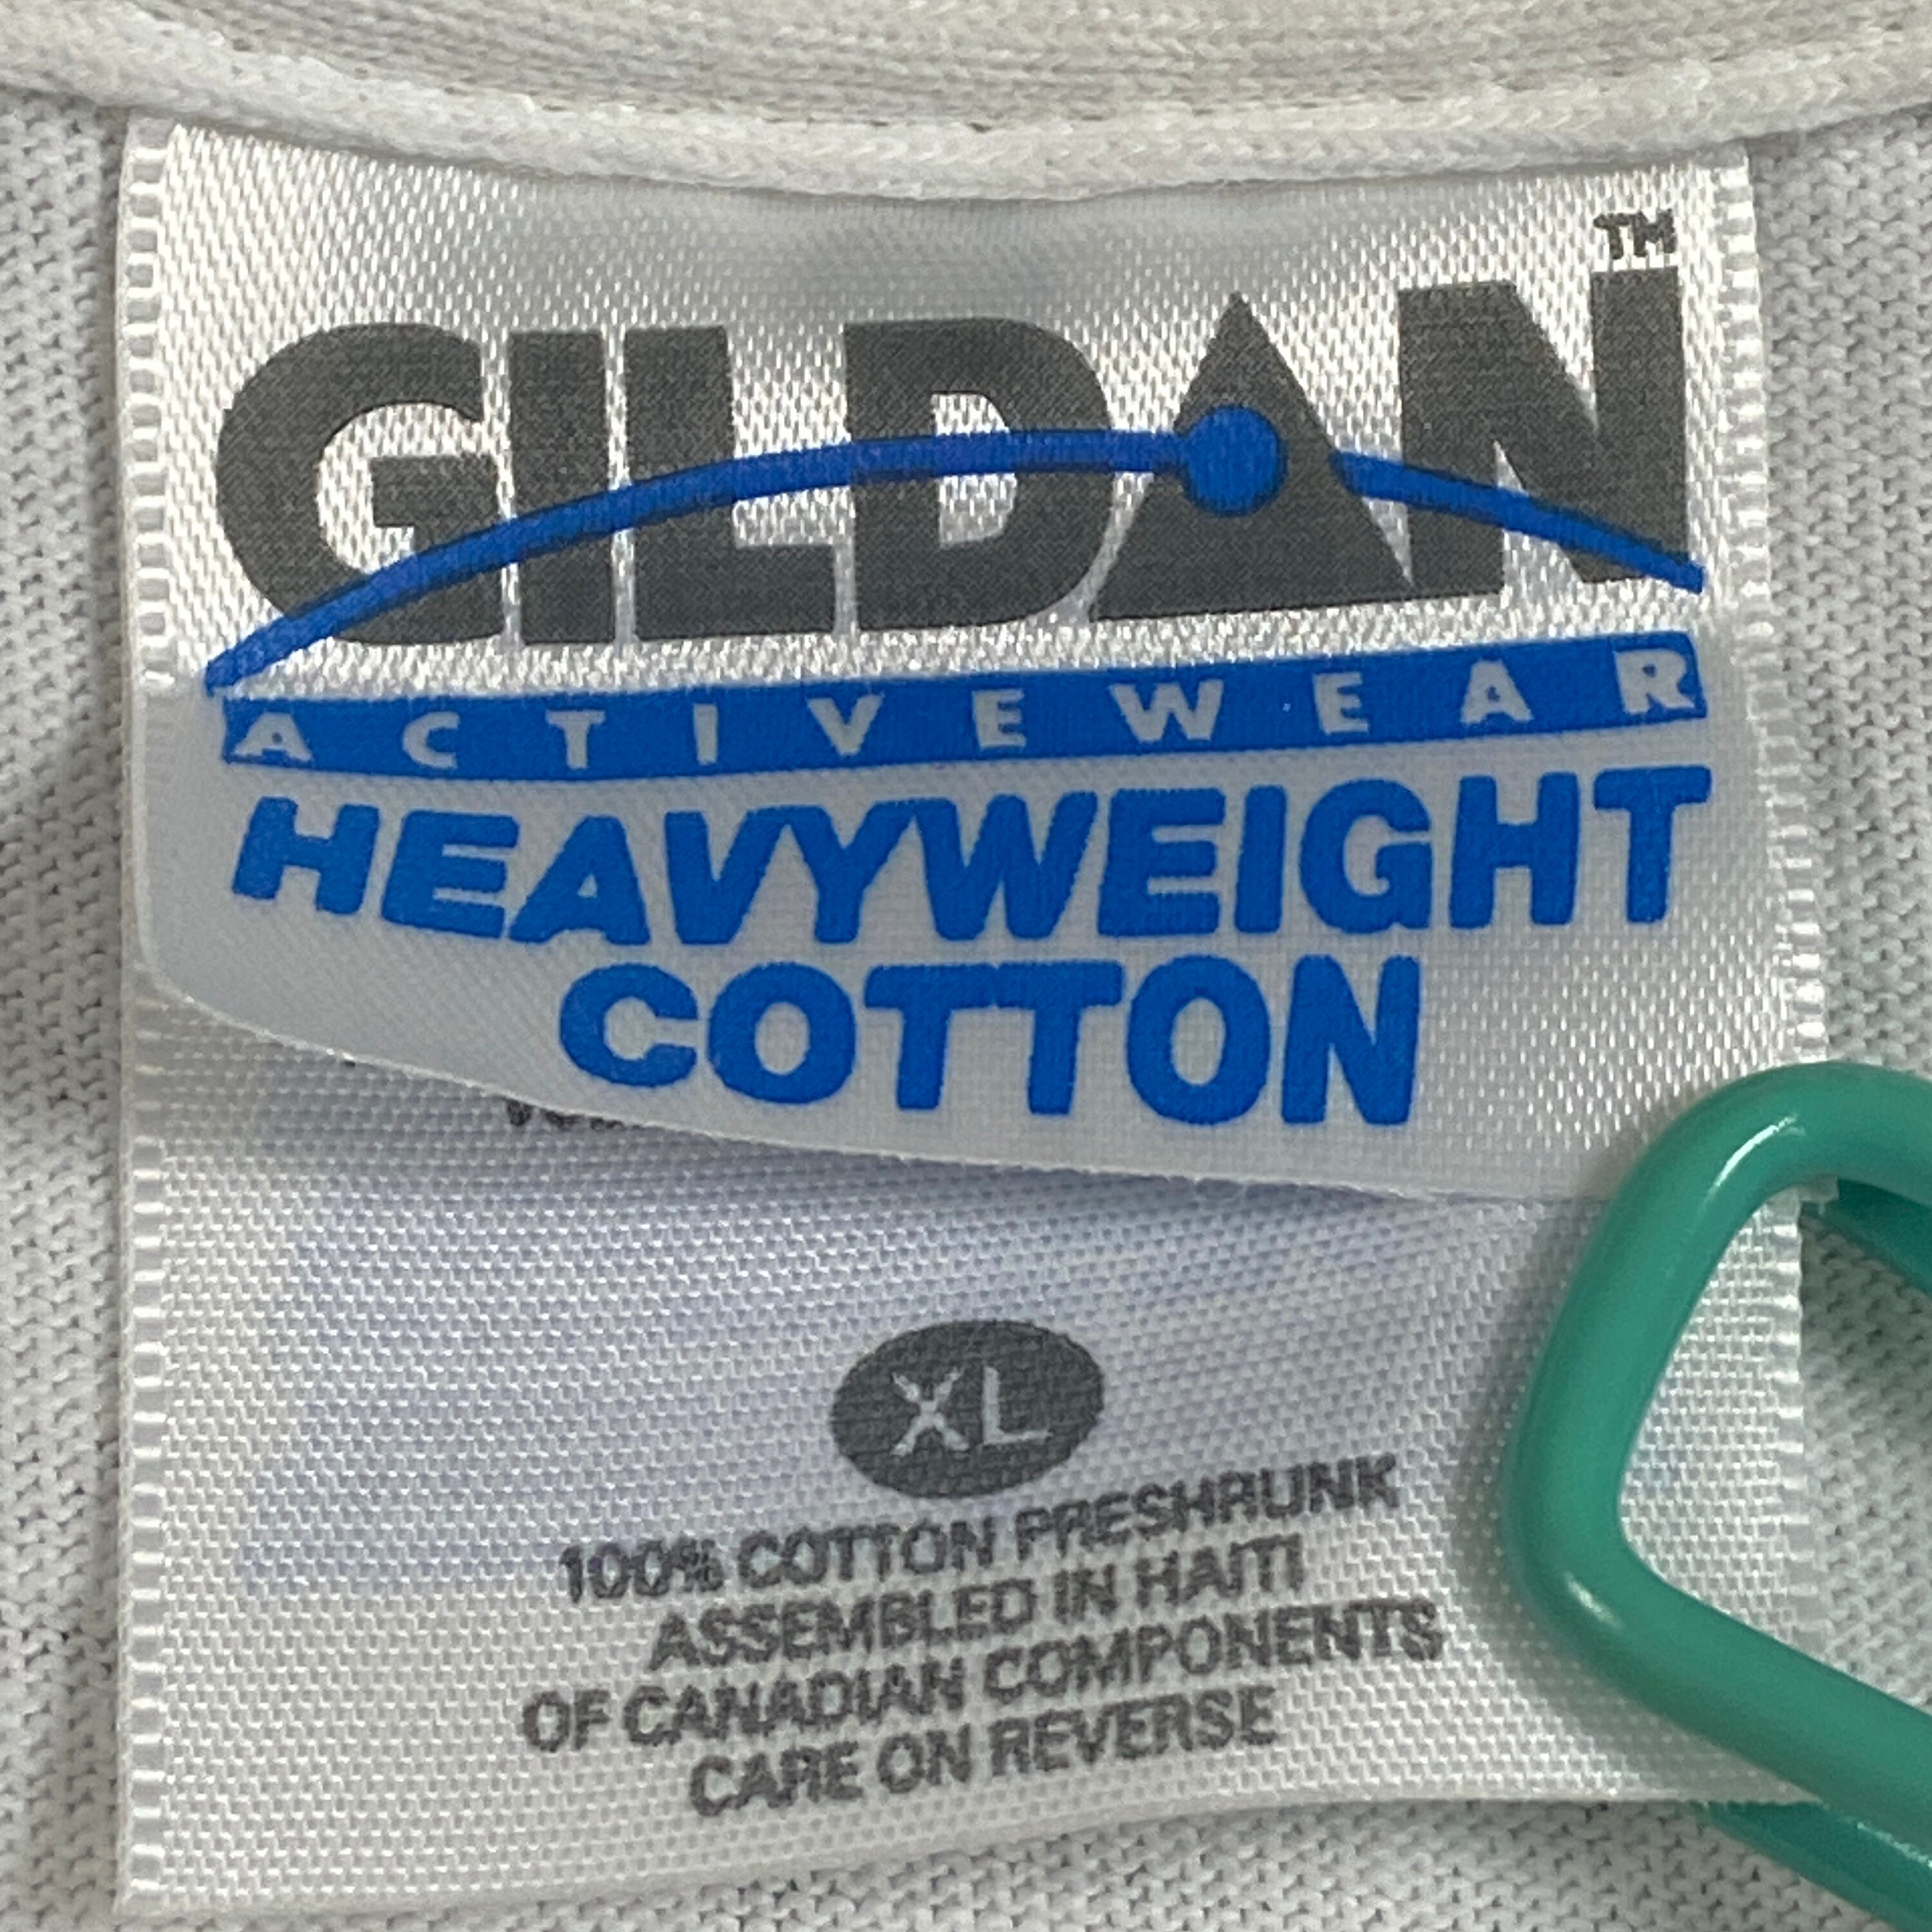 GILDAN™
ACTIVEWEAR
HEAVYWEIGHT
COTTON
XL
100% COTTON PRESHRUNK
ASSEMBLED IN HAITI
OF CANADIAN COMPONENTS
CARE ON REVERSE